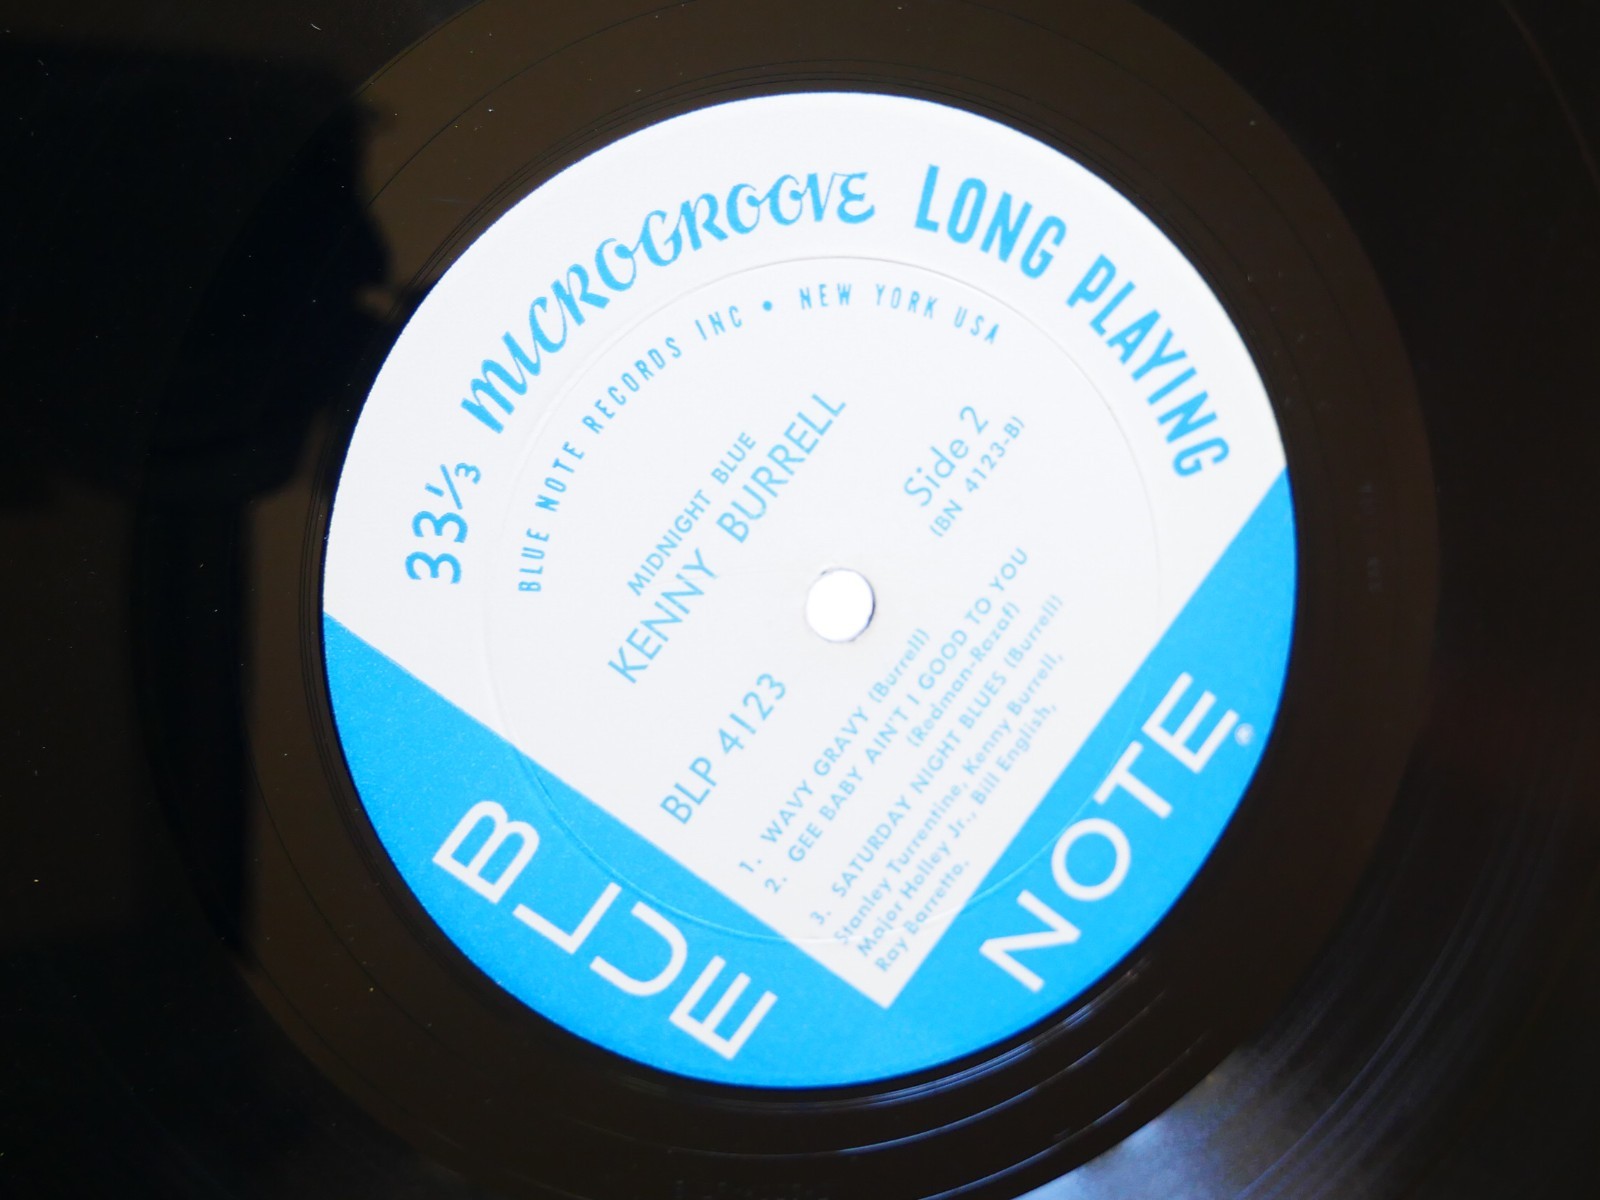 33⅓ MICROGROOVE LONG PLAYING
BLUE NOTE RECORDS INC • NEW YORK USA
MIDNIGHT BLUE
KENNY BURRELL
BLP 4123
Side 2
(BN 4123-B)
1. WAVY GRAVY (Burrell)
2. GEE BABY AIN'T I GOOD TO YOU
(Redman-Razaf)
3. SATURDAY NIGHT BLUES (Burrell)
Stanley Turrentine, Kenny Burrell,
Major Holley Jr., Bill English,
Ray Barretto.
BLUE
NOTE®